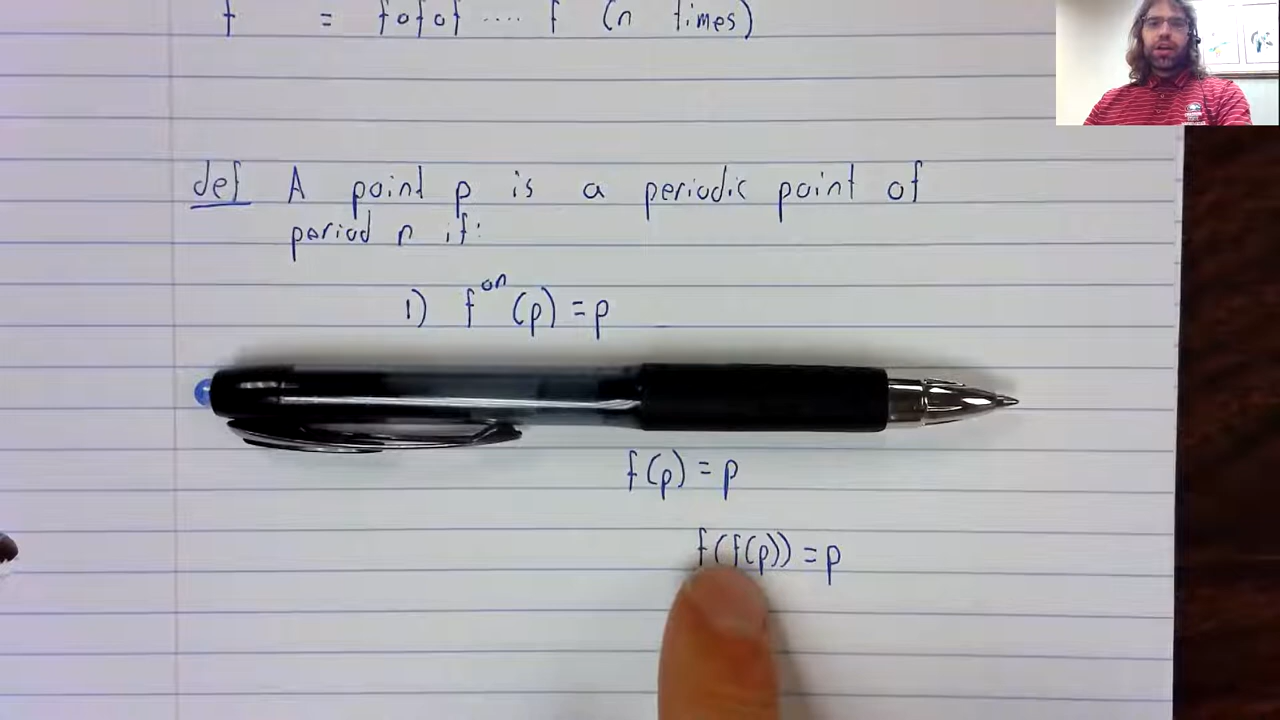 f = f∘f∘f .... f (n times)
def A point p is a periodic point of
period n if:
1) f^∘n (p) = p
f(p) = p
f(f(p)) = p